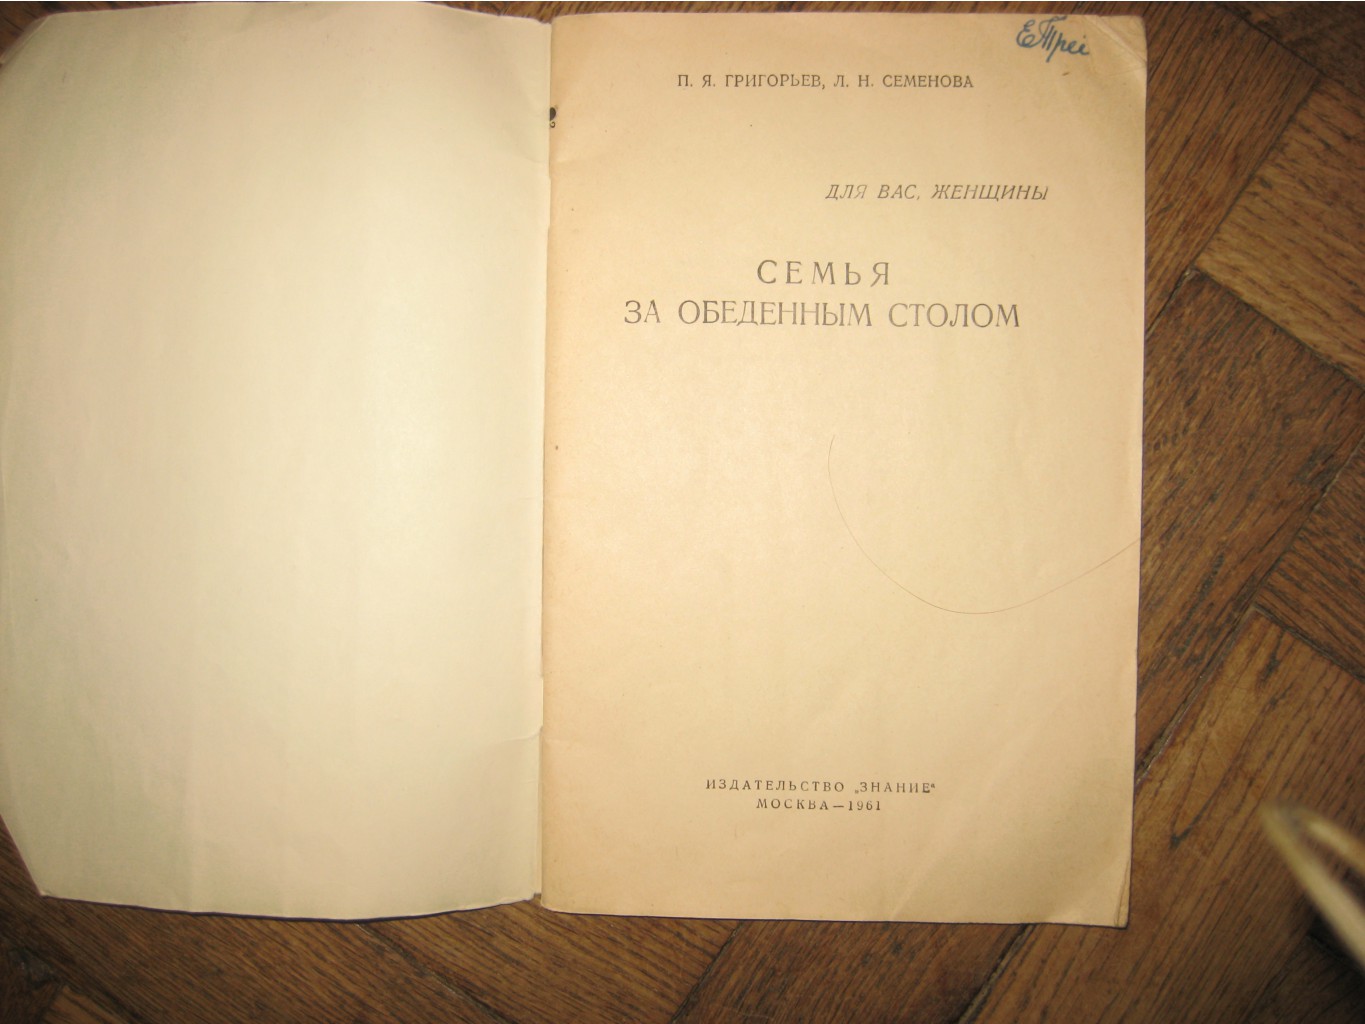 П. Я. ГРИГОРЬЕВ, Л. Н. СЕМЕНОВА
ДЛЯ ВАС, ЖЕНЩИНЫ
СЕМЬЯ
ЗА ОБЕДЕННЫМ СТОЛОМ
ИЗДАТЕЛЬСТВО „ЗНАНИЕ“
МОСКВА—1961